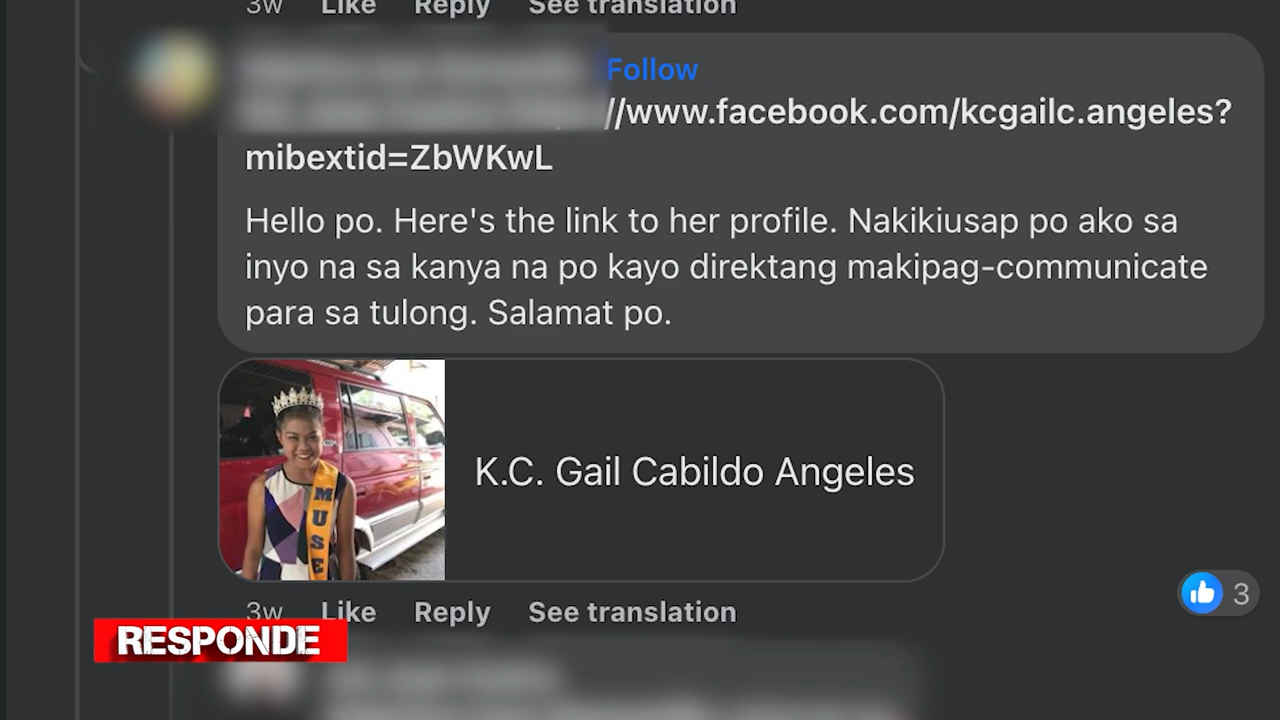 3w Like Reply See translation
Follow
//www.facebook.com/kcgailc.angeles?
mibextid=ZbWKwL
Hello po. Here's the link to her profile. Nakikiusap po ako sa
inyo na sa kanya na po kayo direktang makipag-communicate
para sa tulong. Salamat po.
MUSE
K.C. Gail Cabildo Angeles
3
3w Like Reply See translation
RESPONDE